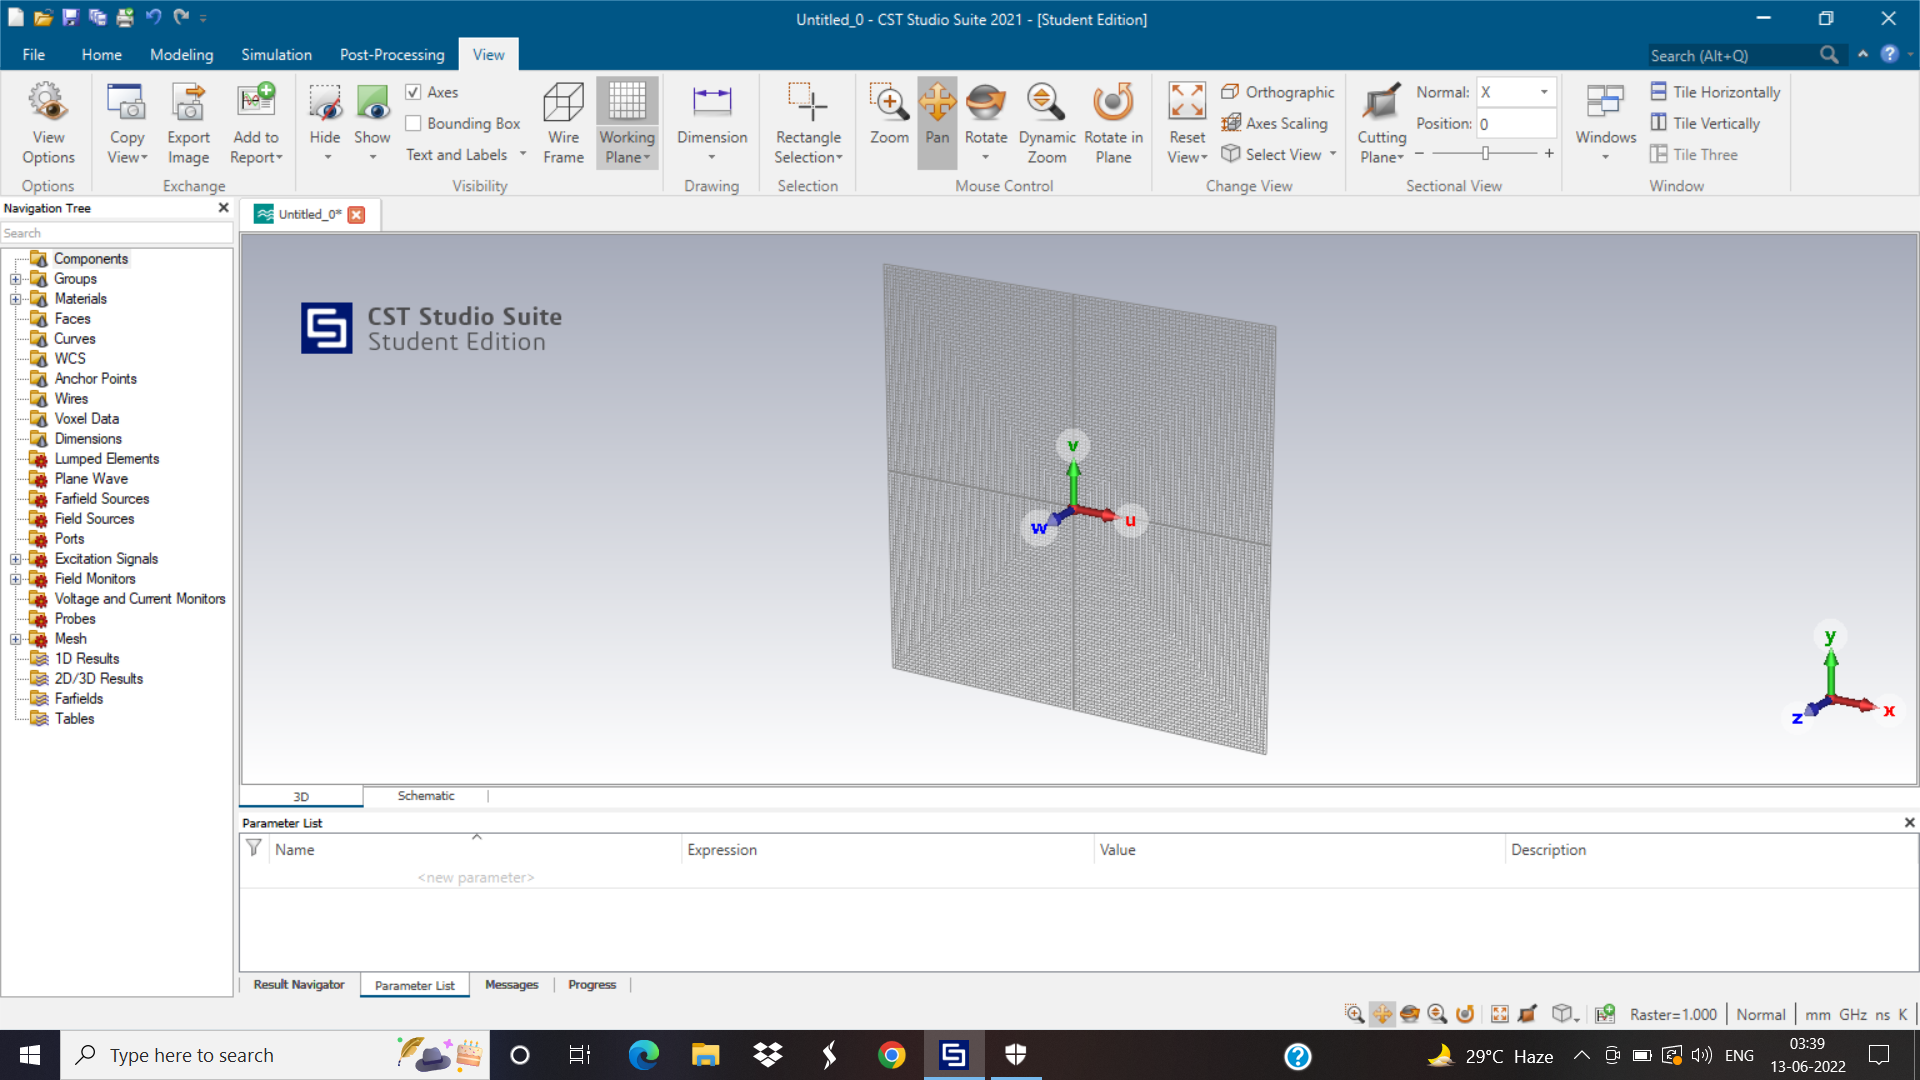 Untitled_0 - CST Studio Suite 2021 - [Student Edition]
File Home Modeling Simulation Post-Processing View
Search (Alt+Q)
View Options
Copy View
Export Image
Add to Report
Hide
Show
Axes
Bounding Box
Text and Labels
Wire Frame
Working Plane
Dimension
Rectangle Selection
Zoom
Pan
Rotate
Dynamic Zoom
Rotate in Plane
Reset View
Orthographic
Axes Scaling
Select View
Cutting Plane
Normal: X
Position: 0
Windows
Tile Horizontally
Tile Vertically
Tile Three
Options Exchange Visibility Drawing Selection Mouse Control Change View Sectional View Window
Navigation Tree
Search
Components
Groups
Materials
Faces
Curves
WCS
Anchor Points
Wires
Voxel Data
Dimensions
Lumped Elements
Plane Wave
Farfield Sources
Field Sources
Ports
Excitation Signals
Field Monitors
Voltage and Current Monitors
Probes
Mesh
1D Results
2D/3D Results
Farfields
Tables
Untitled_0*
CST Studio Suite
Student Edition
v
w
u
y
z
x
3D Schematic
Parameter List
Name Expression Value Description
<new parameter>
Result Navigator Parameter List Messages Progress
Raster=1.000 Normal mm GHz ns K
Type here to search
29°C Haze
ENG
03:39
13-06-2022